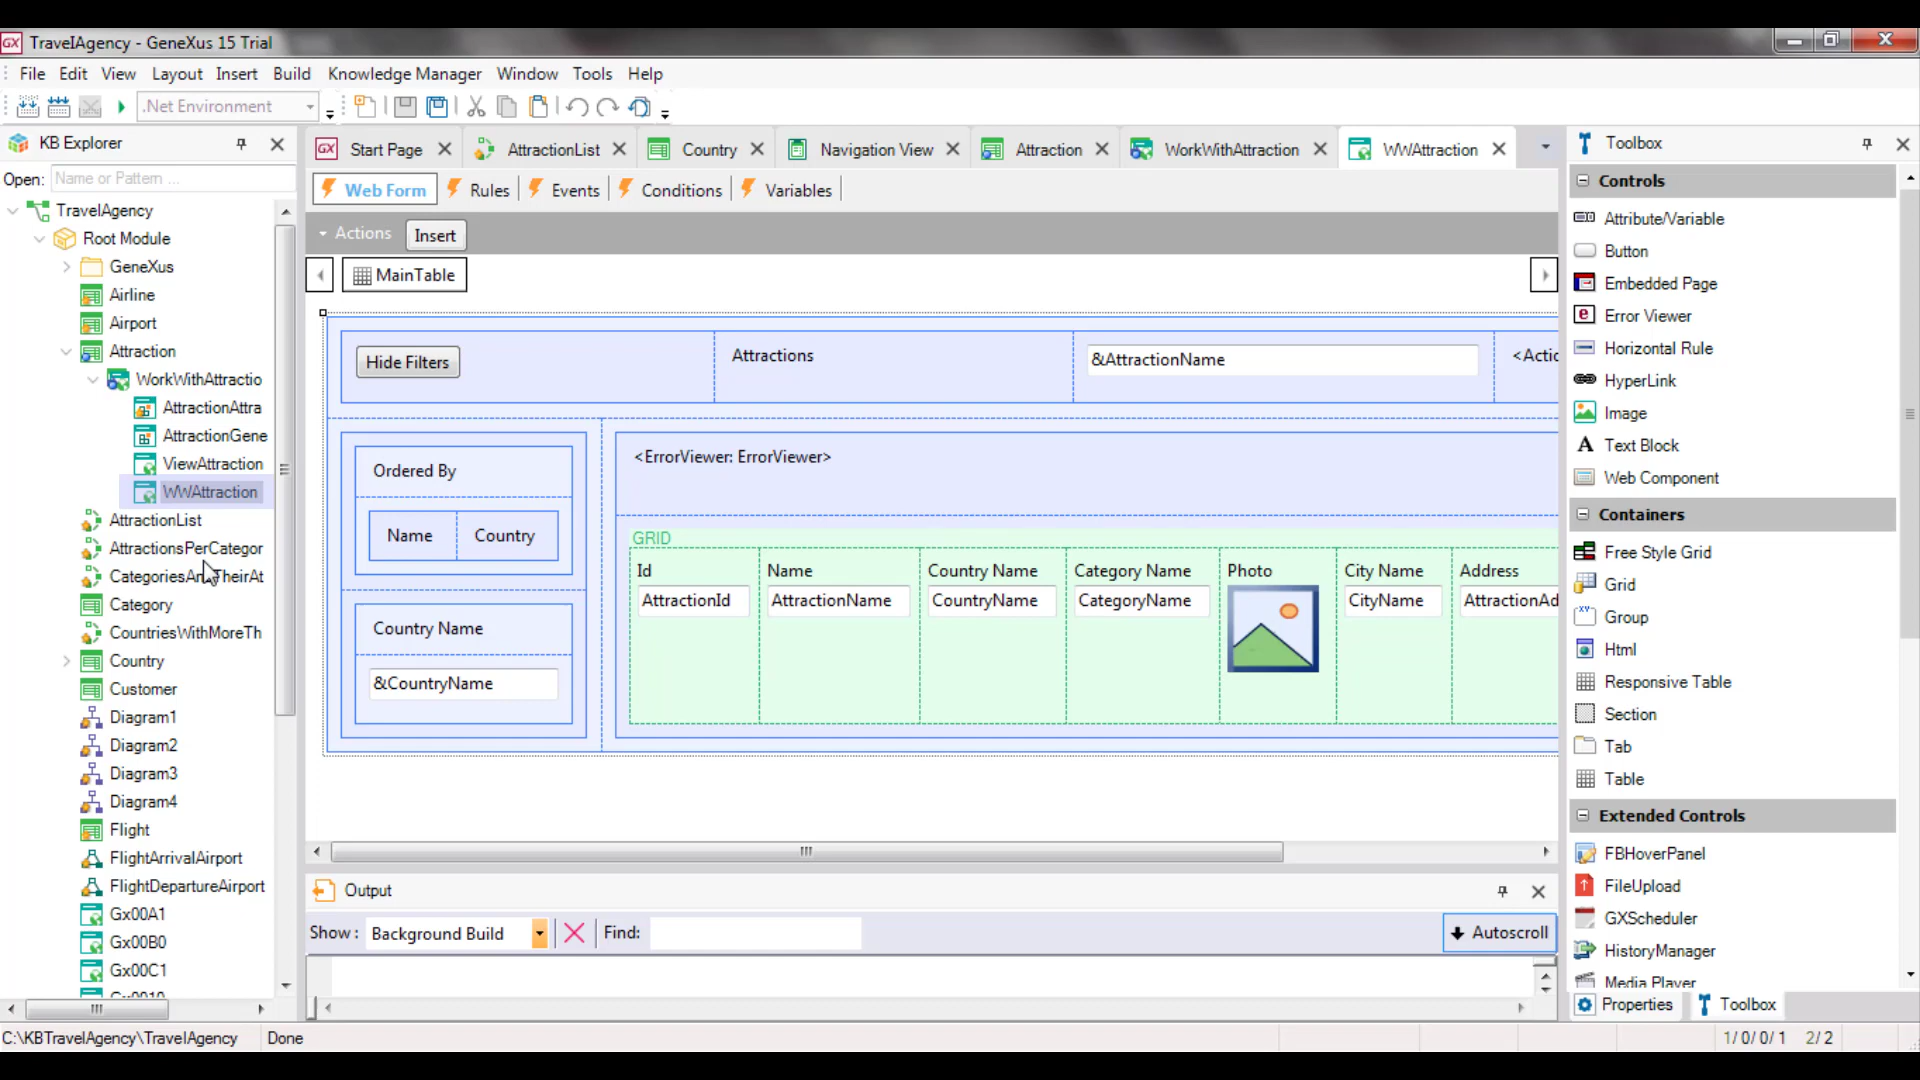 TravelAgency - GeneXus 15 Trial
File Edit View Layout Insert Build Knowledge Manager Window Tools Help
.Net Environment
KB Explorer
Open: Name or Pattern ...
TravelAgency
Root Module
GeneXus
Airline
Airport
Attraction
WorkWithAttractio
AttractionAttra
AttractionGene
ViewAttraction
WWAttraction
AttractionList
AttractionsPerCategor
CategoriesAndTheirAt
Category
CountriesWithMoreTh
Country
Customer
Diagram1
Diagram2
Diagram3
Diagram4
Flight
FlightArrivalAirport
FlightDepartureAirport
Gx00A1
Gx00B0
Gx00C1
Start Page AttractionList Country Navigation View Attraction WorkWithAttraction WWAttraction
Web Form Rules Events Conditions Variables
Actions Insert
MainTable
Hide Filters Attractions &AttractionName <Actio
Ordered By
Name Country
Country Name
&CountryName
<ErrorViewer: ErrorViewer>
GRID
Id Name Country Name Category Name Photo City Name Address
AttractionId AttractionName CountryName CategoryName CityName AttractionAd
Output
Show : Background Build Find: Autoscroll
Toolbox
Controls
Attribute/Variable
Button
Embedded Page
Error Viewer
Horizontal Rule
HyperLink
Image
Text Block
Web Component
Containers
Free Style Grid
Grid
Group
Html
Responsive Table
Section
Tab
Table
Extended Controls
FBHoverPanel
FileUpload
GXScheduler
HistoryManager
Media Player
Properties Toolbox
C:\KBTravelAgency\TravelAgency Done 1/0/0/1 2/2